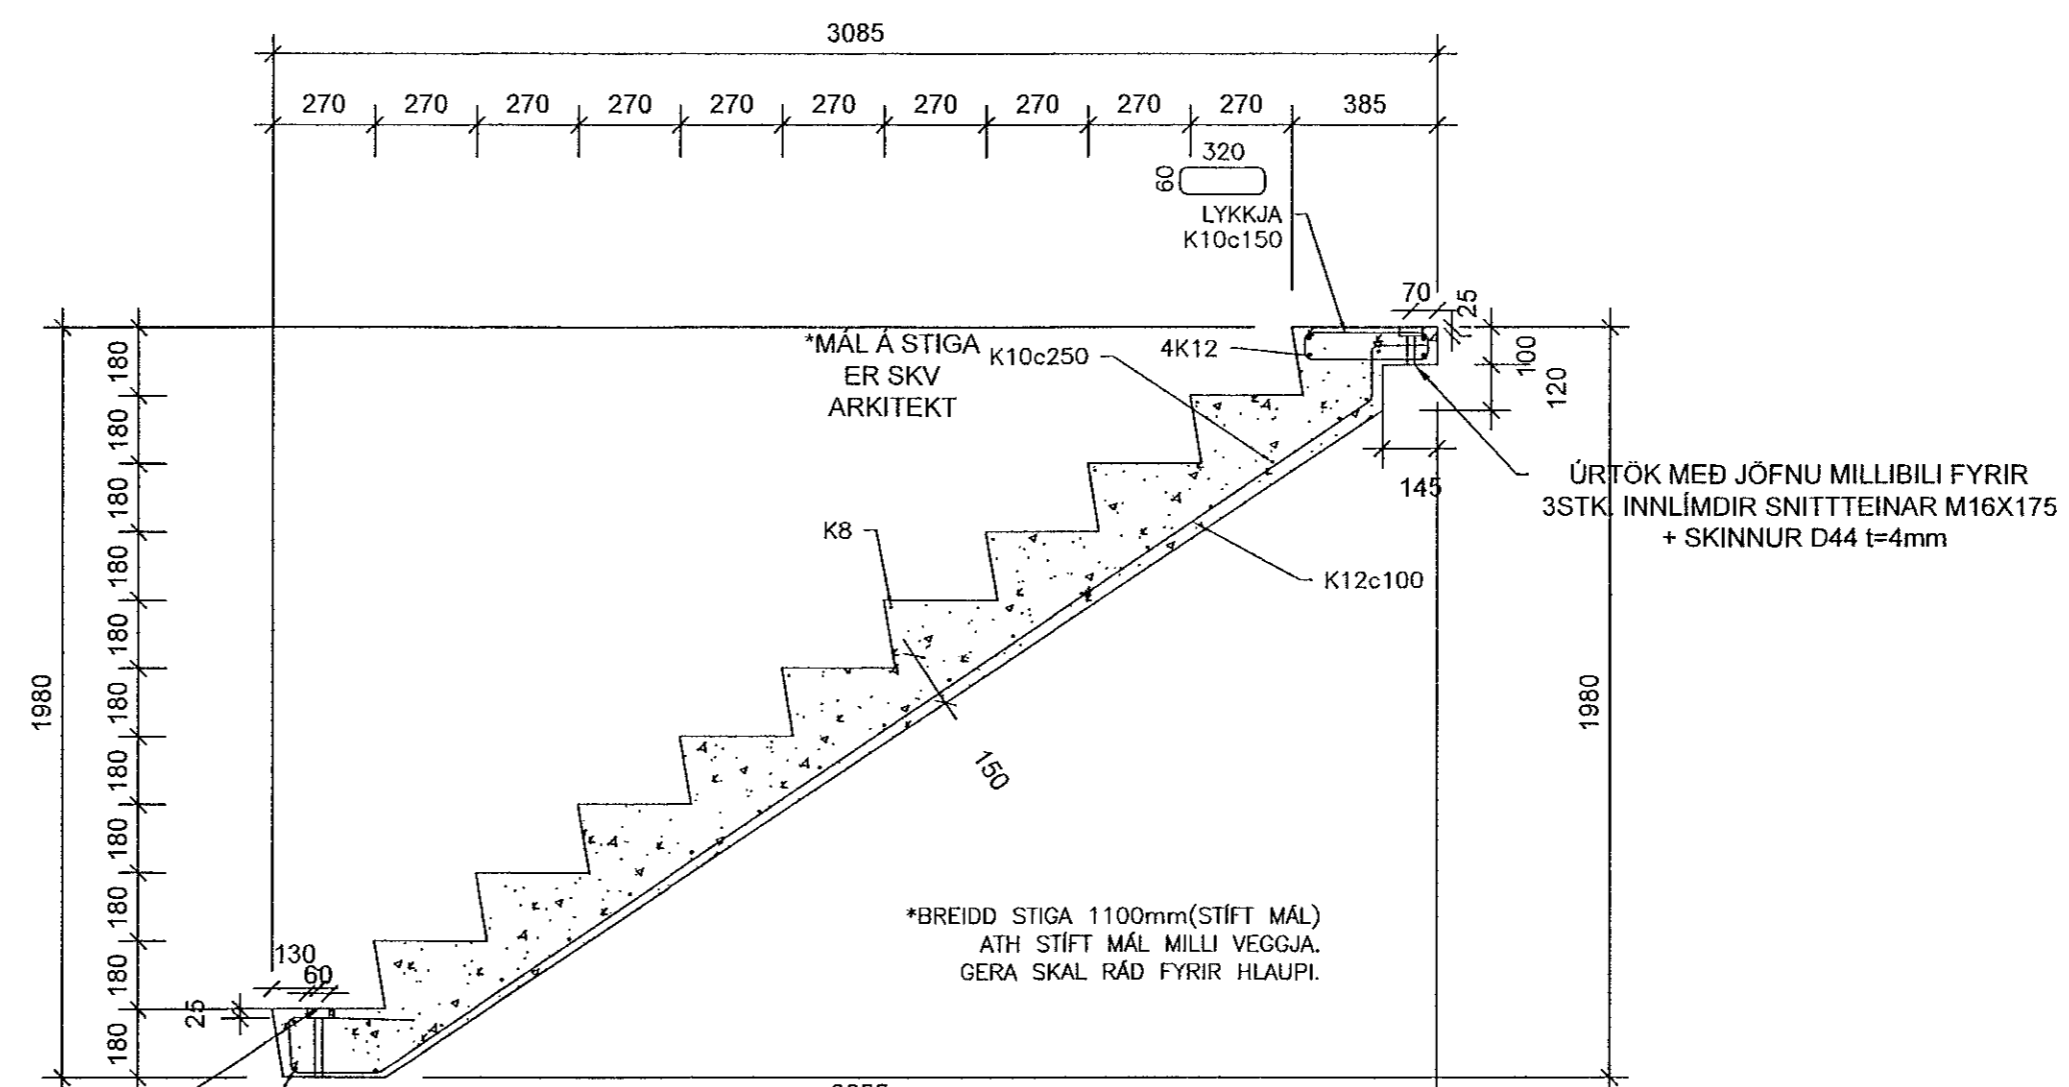 3085
270 270 270 270 270 270 270 270 270 270 385
320
60
LYKKJA
K10c150
70
25
*MÁL Á STIGA
ER SKV
ARKITEKT
K10c250
4K12
100
120
145
ÚRTÖK MEÐ JÖFNU MILLIBILI FYRIR
3STK. INNLÍMDIR SNITTTEINAR M16X175
+ SKINNUR D44 t=4mm
K8
K12c100
150
1980
180
180
180
180
180
180
180
180
180
180
180
1980
*BREIDD STIGA 1100mm(STÍFT MÁL)
ATH STÍFT MÁL MILLI VEGGJA.
GERA SKAL RÁÐ FYRIR HLAUPI.
130
60
25